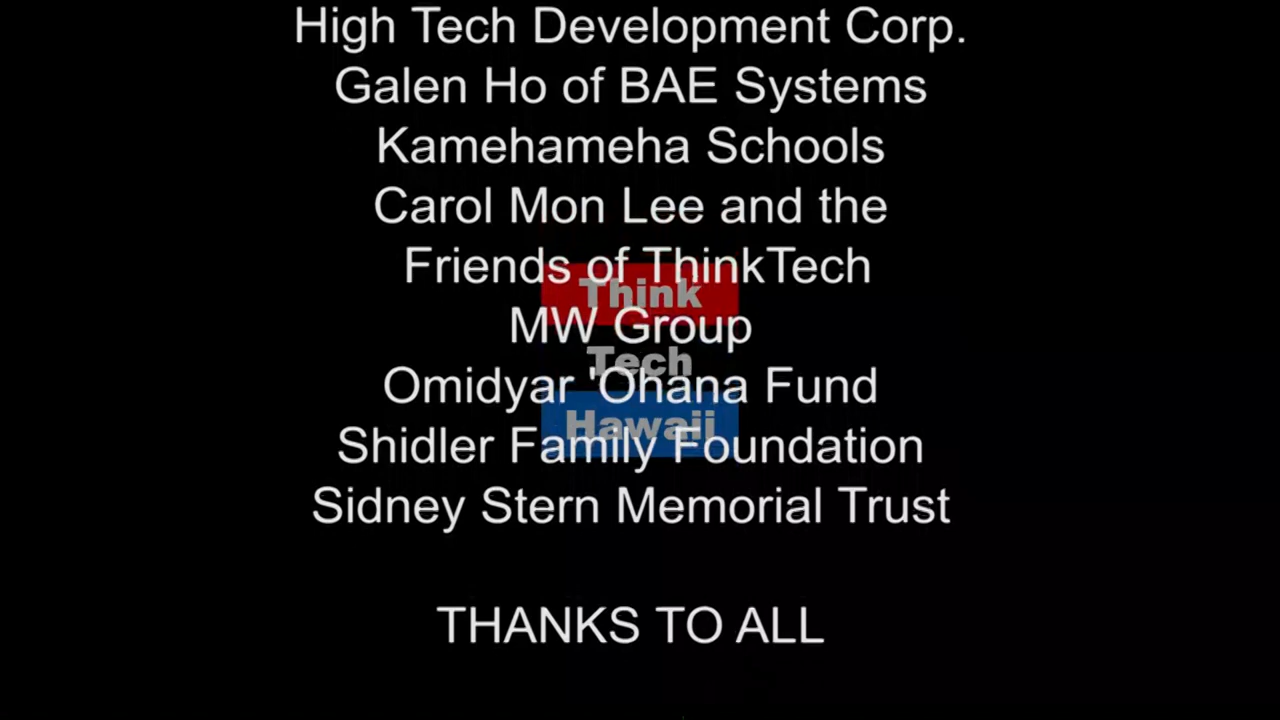 High Tech Development Corp.
Galen Ho of BAE Systems
Kamehameha Schools
Carol Mon Lee and the
Friends of ThinkTech
Think
MW Group
Tech
Omidyar 'Ohana Fund
Hawaii
Shidler Family Foundation
Sidney Stern Memorial Trust
THANKS TO ALL